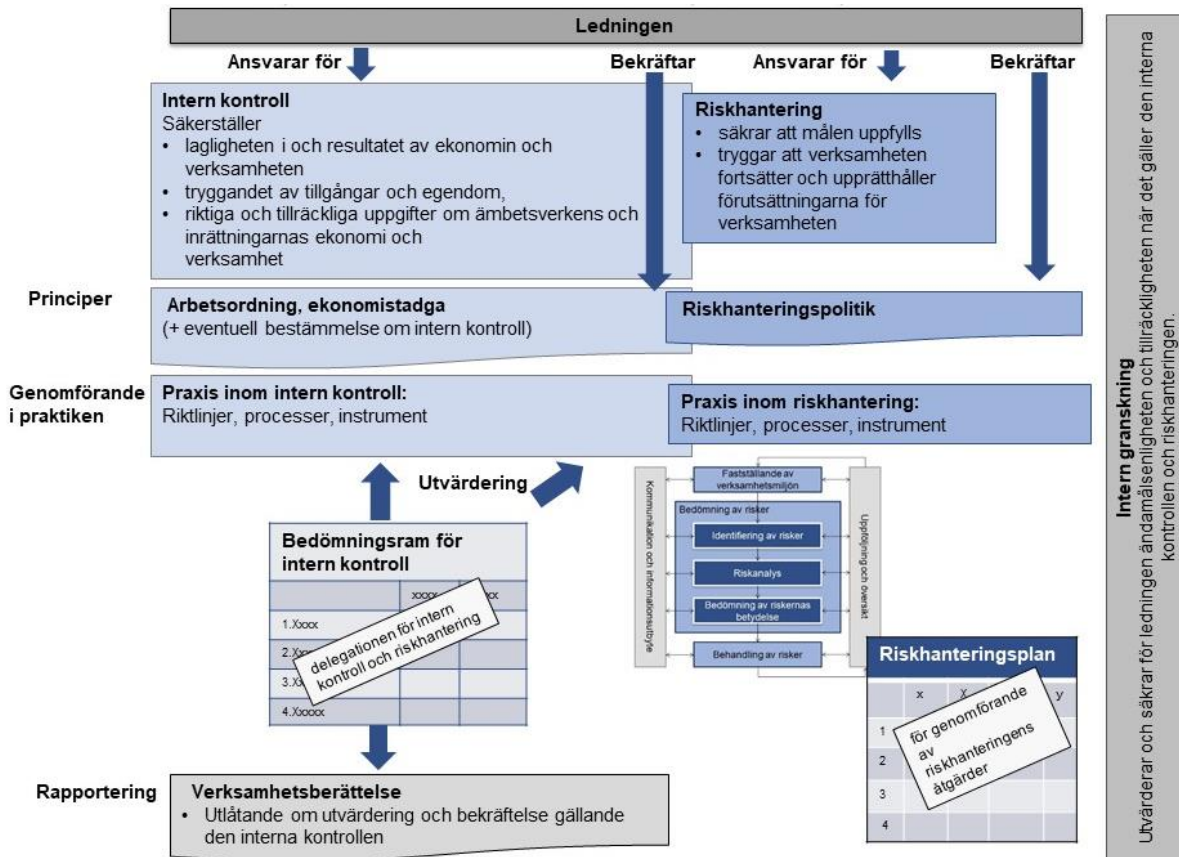 Ledningen
Ansvarar för
Bekräftar
Ansvarar för
Bekräftar
Intern kontroll
Säkerställer
• lagligheten i och resultatet av ekonomin och
verksamheten
• tryggandet av tillgångar och egendom,
• riktiga och tillräckliga uppgifter om ämbetsverkens och
inrättningarnas ekonomi och
verksamhet
Riskhantering
• säkrar att målen uppfylls
• tryggar att verksamheten
fortsätter och upprätthåller
förutsättningarna för
verksamheten
Principer
Arbetsordning, ekonomistadga
(+ eventuell bestämmelse om intern kontroll)
Riskhanteringspolitik
Genomförande
i praktiken
Praxis inom intern kontroll:
Riktlinjer, processer, instrument
Praxis inom riskhantering:
Riktlinjer, processer, instrument
Utvärdering
Bedömningsram för
intern kontroll
xxxx
xx
1.Xxxx
2.Xxx
3.Xx
4.Xxxxx
delegationen för intern
kontroll och riskhantering
Kommunikation och informationsutbyte
Fastställande av
verksamhetsmiljön
Bedömning av risker
Identifiering av risker
Riskanalys
Bedömning av riskernas
betydelse
Behandling av risker
Uppföljning och översikt
Riskhanteringsplan
x
y
1
2
3
4
för genomförande
av
riskhanteringens
åtgärder
Rapportering
Verksamhetsberättelse
• Utlåtande om utvärdering och bekräftelse gällande
den interna kontrollen
Intern granskning
Utvärderar och säkrar för ledningen ändamålsenligheten och tillräckligheten när det gäller den interna
kontrollen och riskhanteringen.